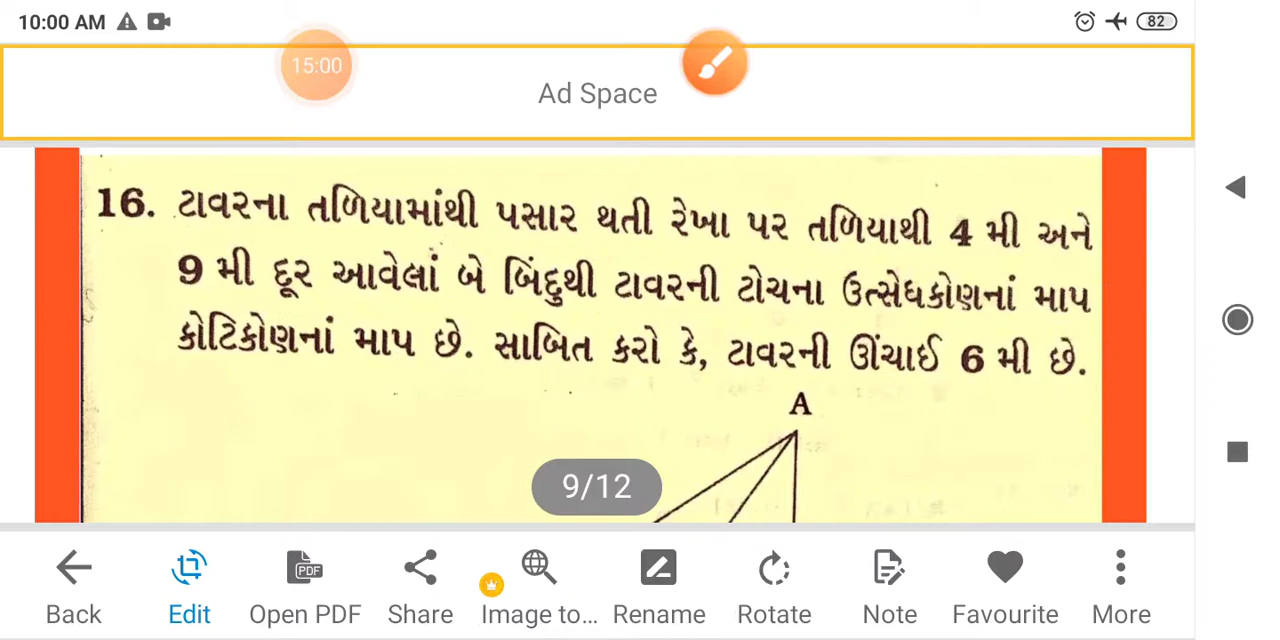 10:00 AM
82
15:00
Ad Space
16. ટાવરના તળિયામાંથી પસાર થતી રેખા પર તળિયાથી 4 મી અને
9 મી દૂર આવેલાં બે બિંદુથી ટાવરની ટોચના ઉત્સેધકોણનાં માપ
કોટિકોણનાં માપ છે. સાબિત કરો કે, ટાવરની ઊંચાઈ 6 મી છે.
A
9/12
Back Edit Open PDF Share Image to... Rename Rotate Note Favourite More
PDF